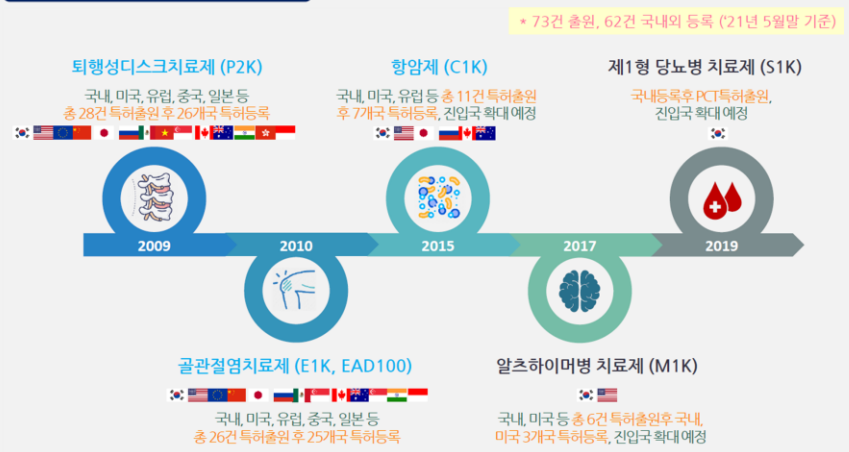 * 73건 출원, 62건 국내외 등록 ('21년 5월말 기준)
퇴행성디스크치료제 (P2K)
국내, 미국, 유럽, 중국, 일본 등
총 28건 특허출원 후 26개국 특허등록
항암제 (C1K)
국내, 미국, 유럽 등 총 11건 특허출원
후 7개국 특허등록, 진입국 확대 예정
제1형 당뇨병 치료제 (S1K)
국내등록후 PCT특허출원,
진입국 확대 예정
2009
2010
2015
2017
2019
골관절염치료제 (E1K, EAD100)
국내, 미국, 유럽, 중국, 일본 등
총 26건 특허출원 후 25개국 특허등록
알츠하이머병 치료제 (M1K)
국내, 미국 등 총 6건 특허출원후 국내,
미국 3개국 특허등록, 진입국 확대 예정